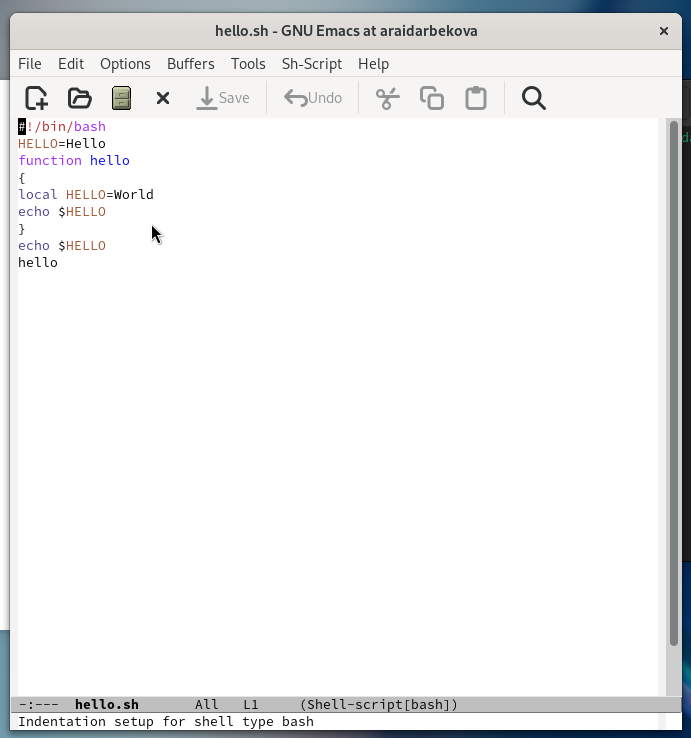 hello.sh - GNU Emacs at araidarbekova
File Edit Options Buffers Tools Sh-Script Help
Save Undo
#!/bin/bash
HELLO=Hello
function hello
{
local HELLO=World
echo $HELLO
}
echo $HELLO
hello
-:--- hello.sh All L1 (Shell-script[bash])
Indentation setup for shell type bash